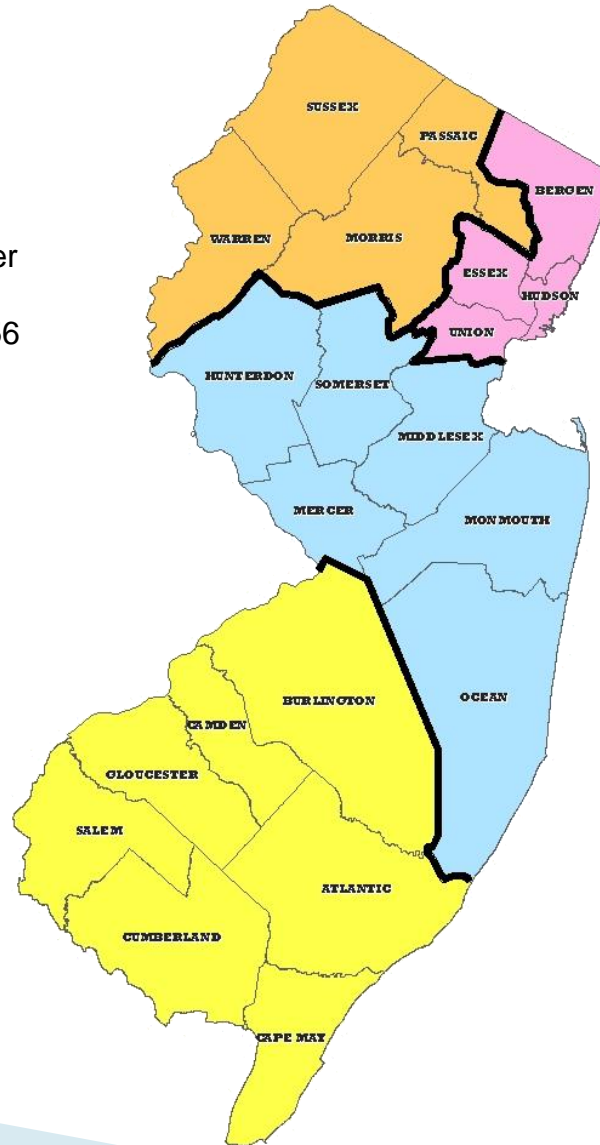 SUSSEX
PASSAIC
BERGEN
WARREN
MORRIS
er
ESSEX
HUDSON
66
UNION
HUNTERDON
SOMERSET
MIDDLESEX
MERCER
MONMOUTH
BURLINGTON
OCEAN
CAMDEN
GLOUCESTER
SALEM
ATLANTIC
CUMBERLAND
CAPE MAY